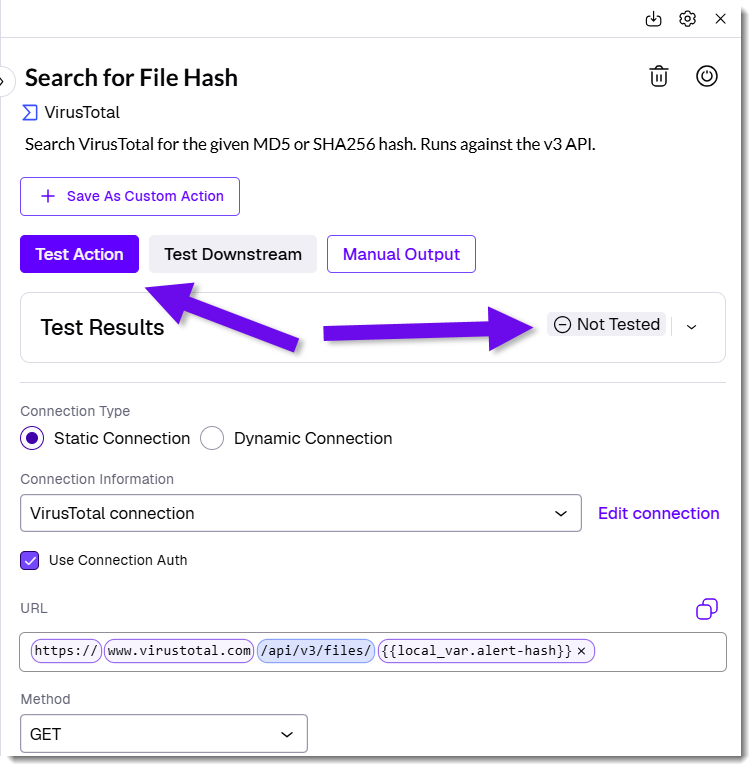 Search for File Hash
VirusTotal
Search VirusTotal for the given MD5 or SHA256 hash. Runs against the v3 API.
+ Save As Custom Action
Test Action Test Downstream Manual Output
Test Results Not Tested
Connection Type
Static Connection Dynamic Connection
Connection Information
VirusTotal connection Edit connection
Use Connection Auth
URL
https:// www.virustotal.com /api/v3/files/ {{local_var.alert-hash}} ×
Method
GET